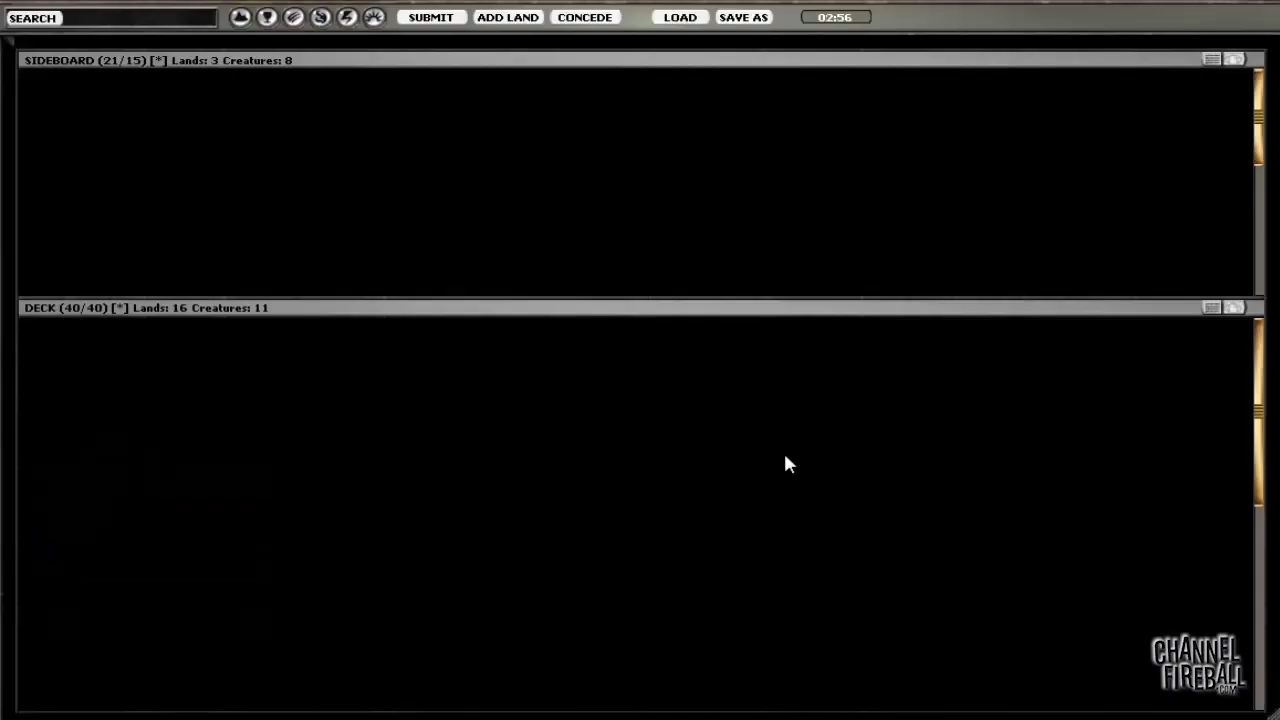 SEARCH SUBMIT ADD LAND CONCEDE LOAD SAVE AS 02:56
SIDEBOARD (21/15) [*] Lands: 3 Creatures: 8
DECK (40/40) [*] Lands: 16 Creatures: 11
CHANNEL
FIREBALL
.COM